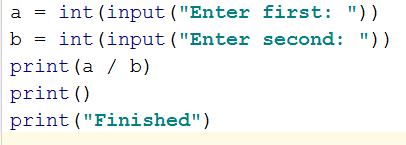 a = int(input("Enter first: "))
b = int(input("Enter second: "))
print(a / b)
print()
print("Finished")